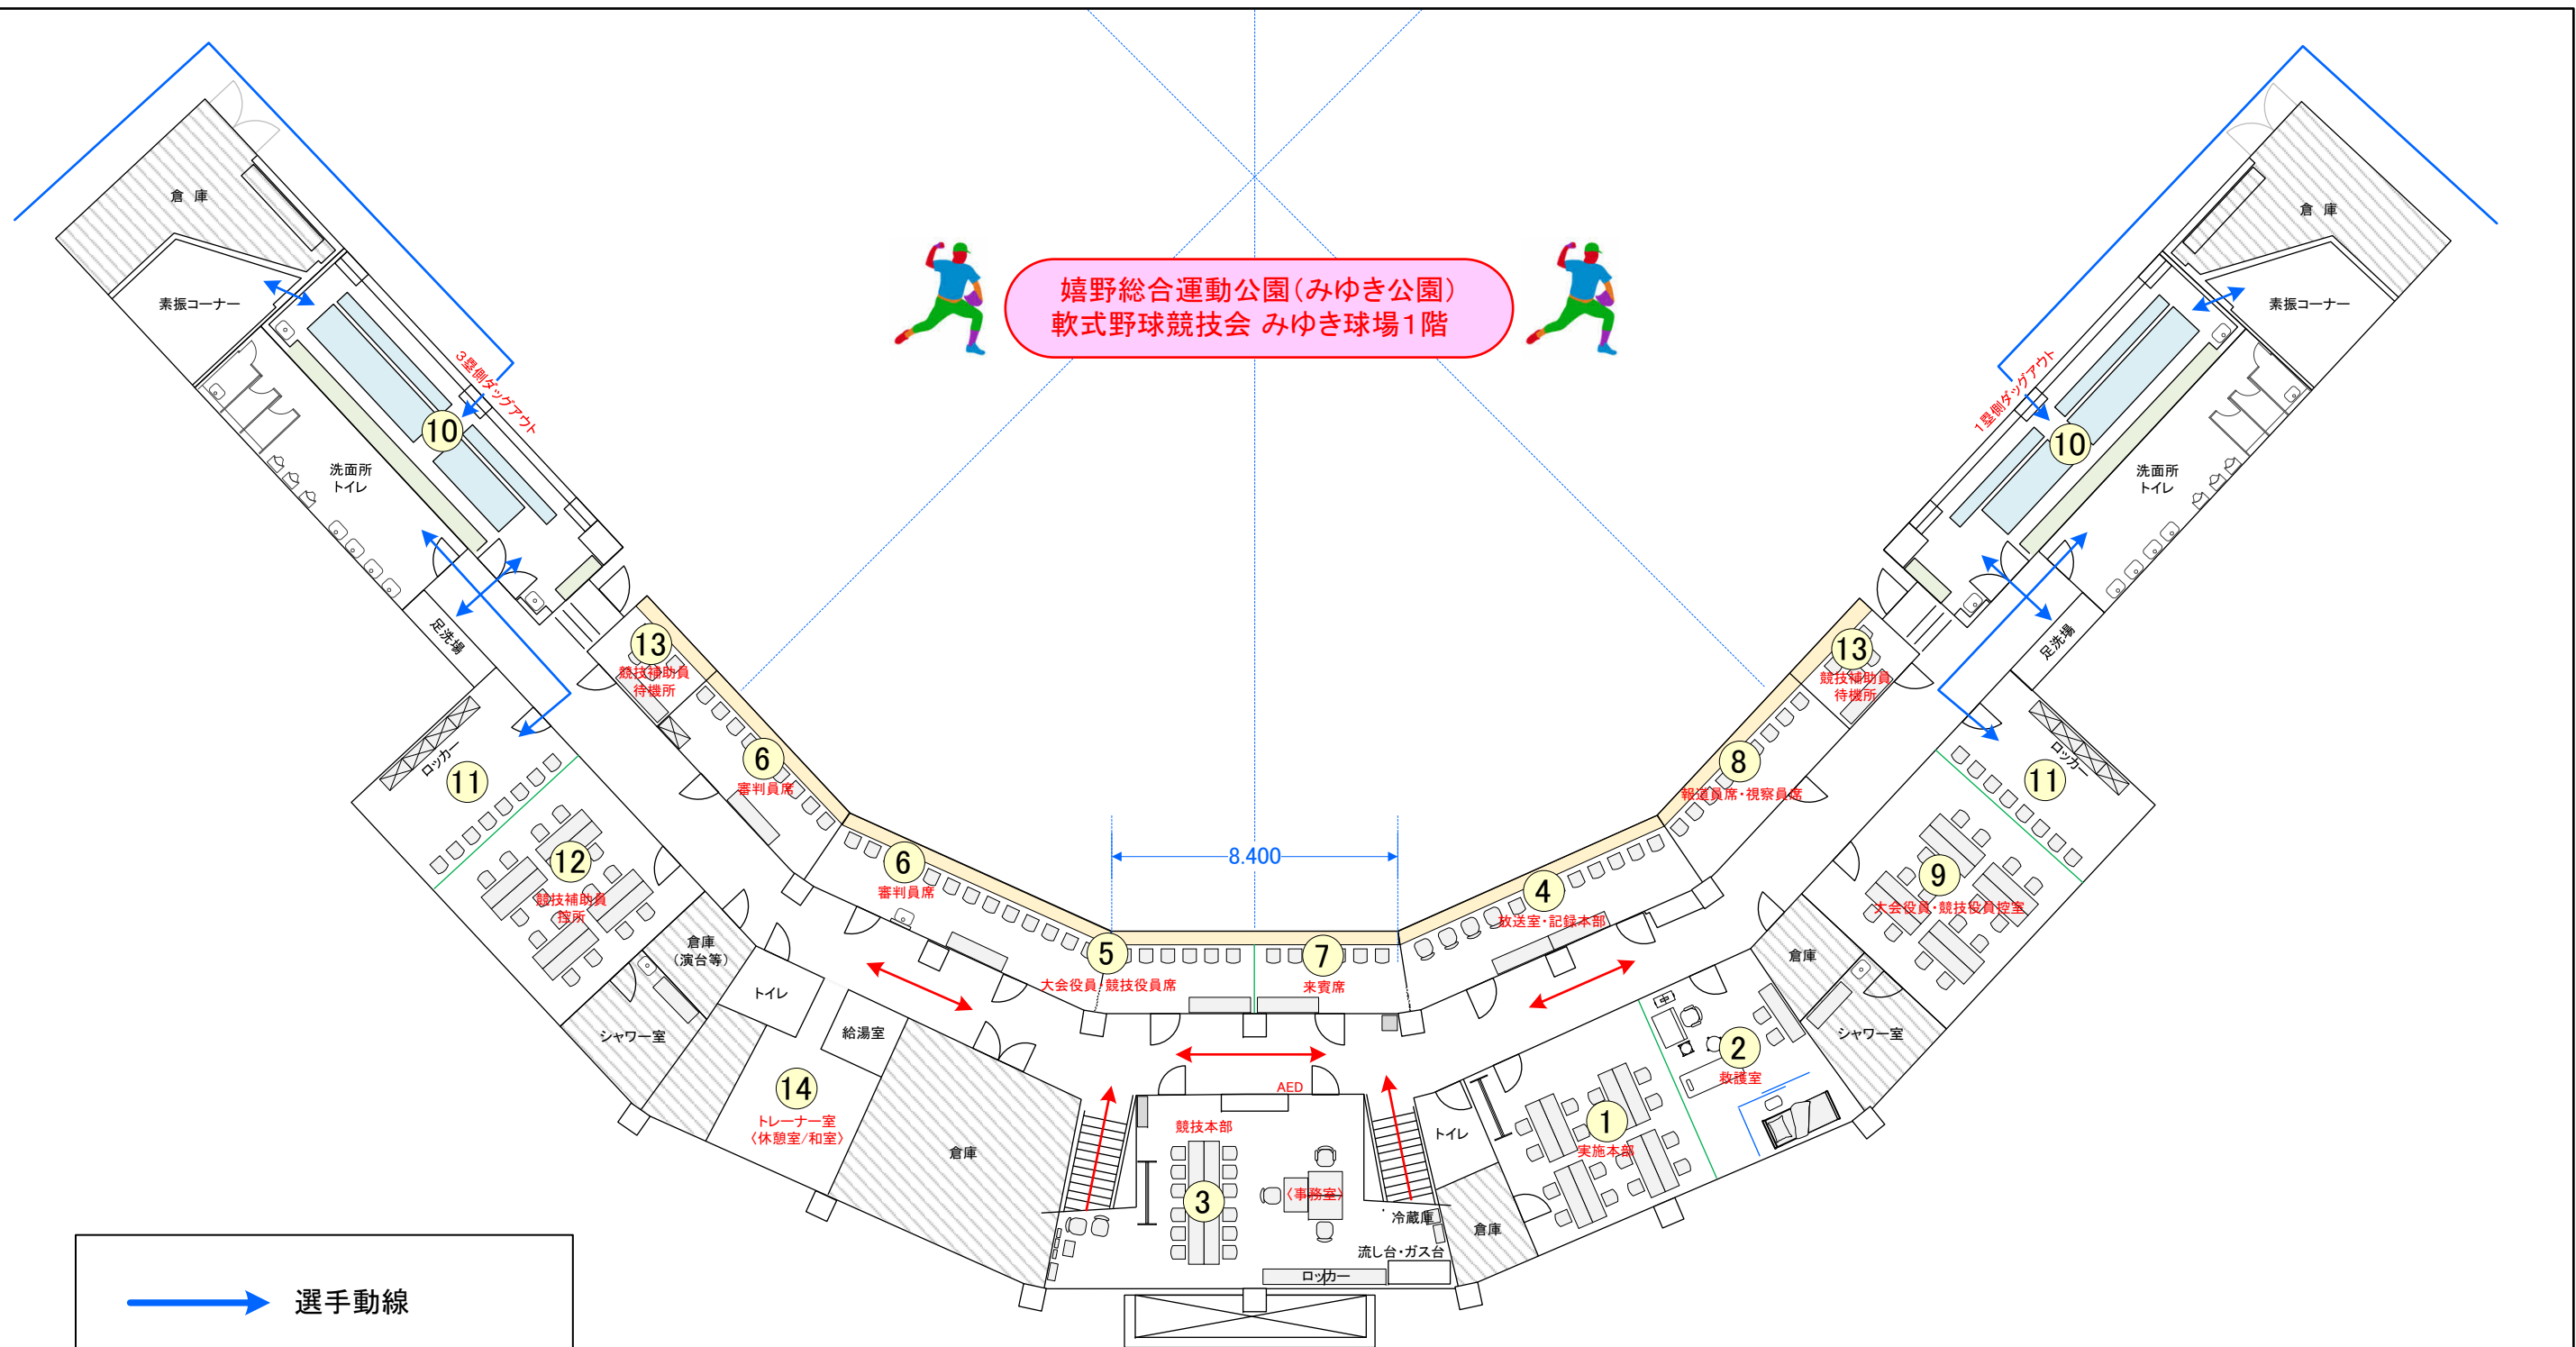 嬉野総合運動公園(みゆき公園)
軟式野球競技会 みゆき球場1階
倉 庫
素振コーナー
3塁側ダッグアウト
10
洗面所
トイレ
足洗場
13
競技補助員
待機所
ロッカー
11
6
審判員席
12
競技補助員
控所
6
審判員席
倉庫
(演台等)
トイレ
シャワー室
給湯室
14
トレーナー室
〈休憩室/和室〉
倉庫
8.400
5
大会役員・競技役員席
7
来賓席
AED
競技本部
3
〈事務室〉
冷蔵庫
流し台・ガス台
ロッカー
倉 庫
素振コーナー
1塁側ダッグアウト
10
洗面所
トイレ
足洗場
13
競技補助員
待機所
8
報道員席・視察員席
ロッカー
11
4
放送室・記録本部
9
大会役員・競技役員控室
倉庫
シャワー室
2
救護室
1
実施本部
トイレ
倉庫
選手動線